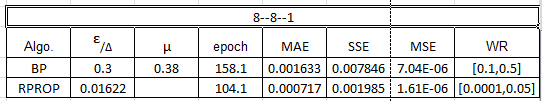 8--8--1
Algo. ε/Δ μ epoch MAE SSE MSE WR
BP 0.3 0.38 158.1 0.001633 0.007846 7.04E-06 [0.1,0.5]
RPROP 0.01622 104.1 0.000717 0.001985 1.61E-06 [0.0001,0.05]